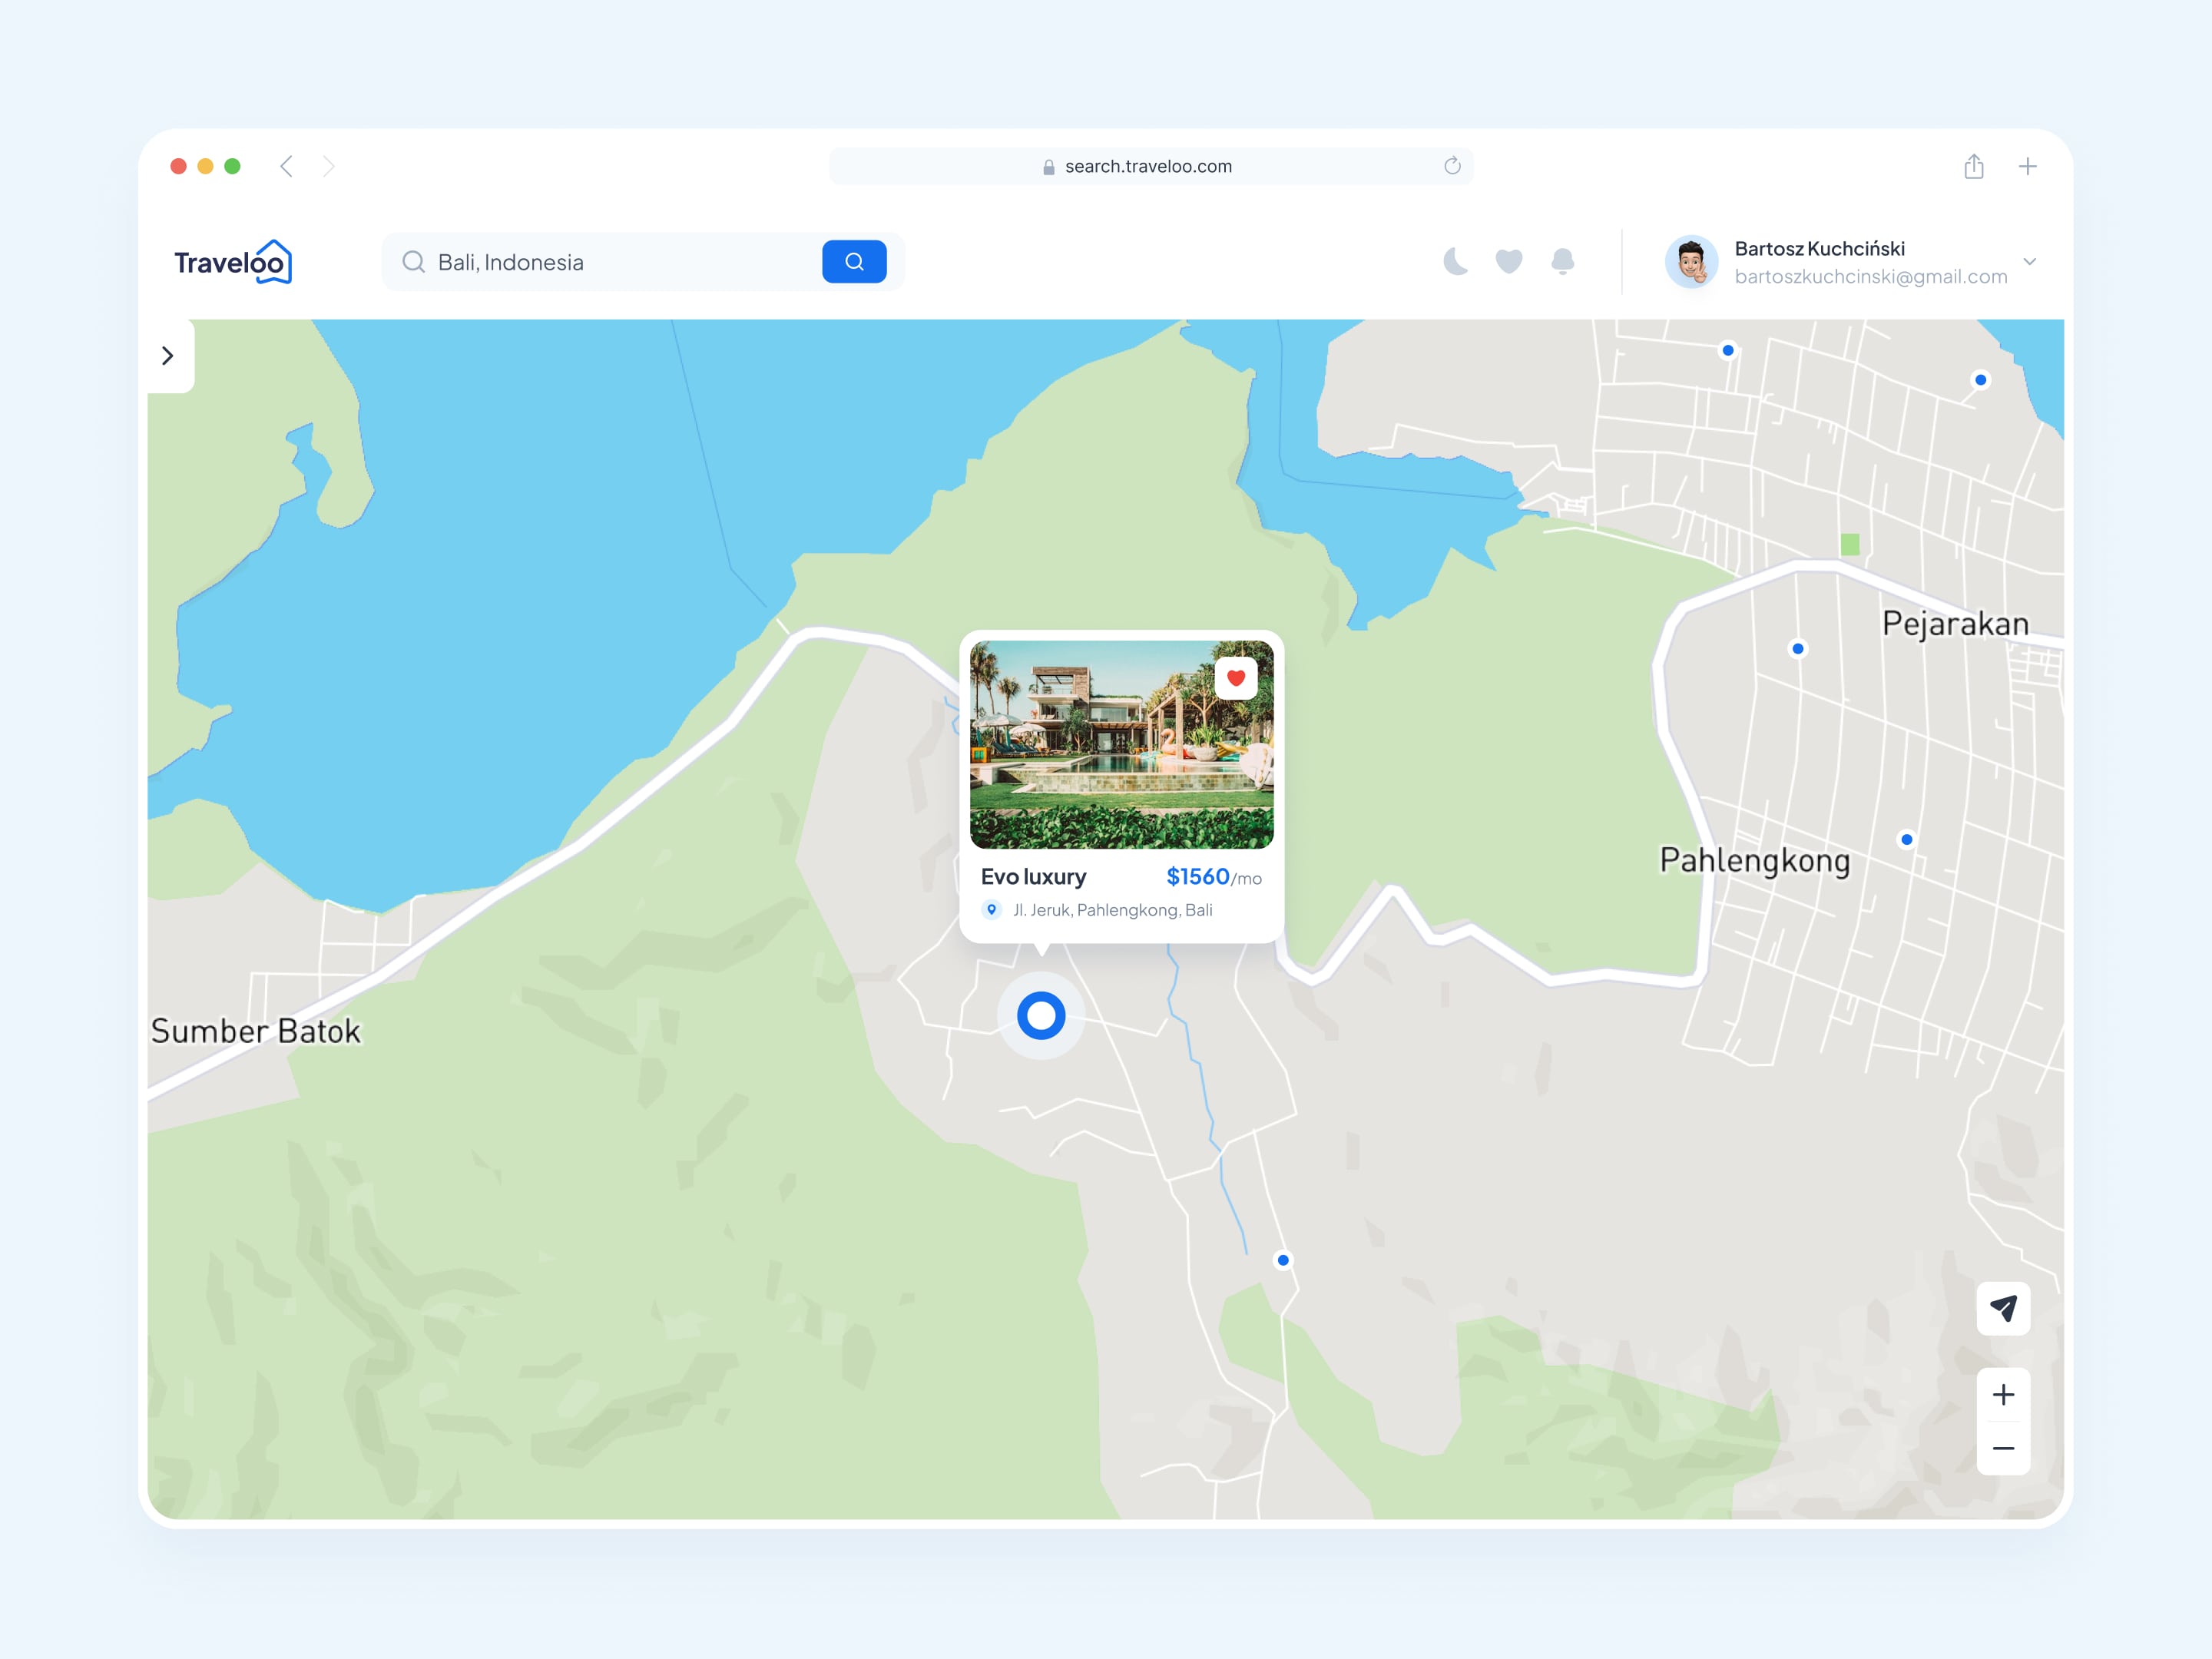 search.traveloo.com
Traveloo
Bali, Indonesia
Bartosz Kuchciński
bartoszkuchcinski@gmail.com
Pejarakan
Pahlengkong
Evo luxury
$1560/mo
Jl. Jeruk, Pahlengkong, Bali
Sumber Batok